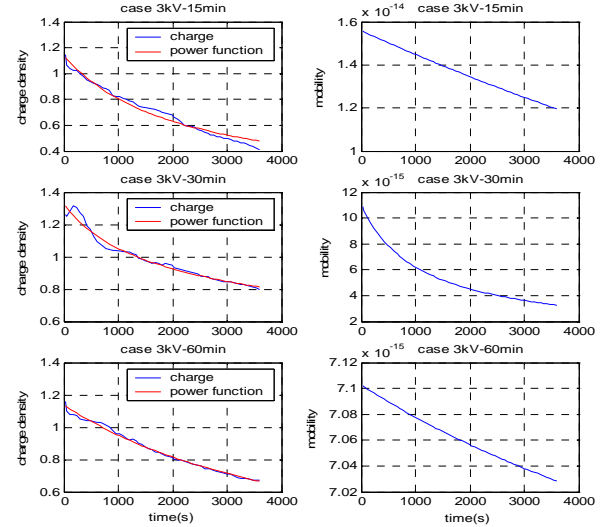 case 3kV-15min
1.4
1.2
1
0.8
0.6
0.4
charge density
charge
power function
0 1000 2000 3000 4000
x 10^-14
case 3kV-15min
1.6
1.4
1.2
1
mobility
0 1000 2000 3000 4000
case 3kV-30min
1.4
1.2
1
0.8
0.6
charge density
charge
power function
0 1000 2000 3000 4000
x 10^-15
case 3kV-30min
12
10
8
6
4
2
mobility
0 1000 2000 3000 4000
case 3kV-60min
1.4
1.2
1
0.8
0.6
charge density
charge
power function
0 1000 2000 3000 4000
time(s)
x 10^-15
case 3kV-60min
7.12
7.1
7.08
7.06
7.04
7.02
mobility
0 1000 2000 3000 4000
time(s)